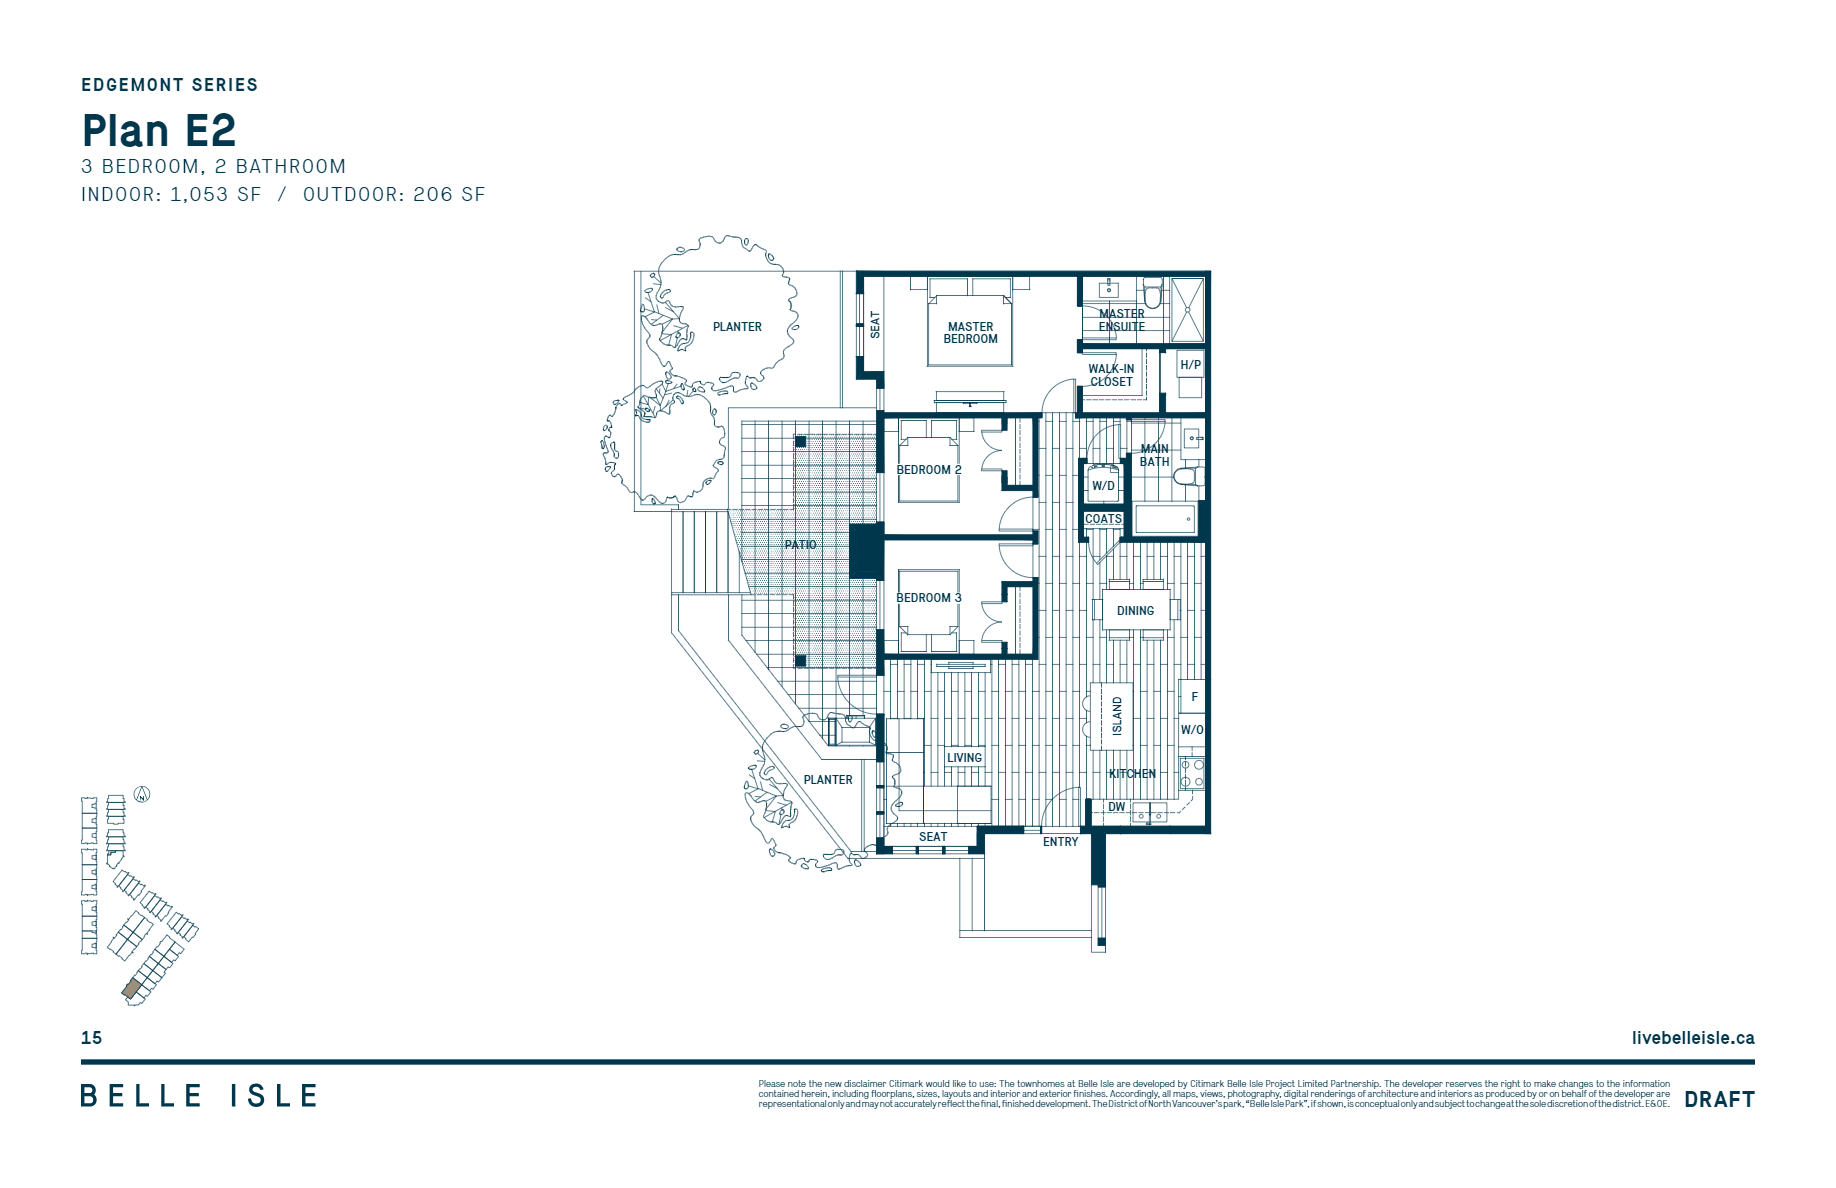 EDGEMONT SERIES
Plan E2
3 BEDROOM, 2 BATHROOM
INDOOR: 1,053 SF / OUTDOOR: 206 SF
PLANTER
SEAT
MASTER
BEDROOM
MASTER
ENSUITE
WALK-IN
CLOSET
H/P
BEDROOM 2
MAIN
BATH
W/D
COATS
PATIO
BEDROOM 3
DINING
ISLAND
F
W/O
LIVING
KITCHEN
PLANTER
DW
SEAT
ENTRY
N
15
livebelleisle.ca
BELLE ISLE
Please note the new disclaimer Citimark would like to use: The townhomes at Belle Isle are developed by Citimark Belle Isle Project Limited Partnership. The developer reserves the right to make changes to the information
contained herein, including floorplans, sizes, layouts and interior and exterior finishes. Accordingly, all maps, views, photography, digital renderings of architecture and interiors as produced by or on behalf of the developer are
representational only and may not accurately reflect the final, finished development. The District of North Vancouver's park, "Belle Isle Park", if shown, is conceptual only and subject to change at the sole discretion of the district. E&OE.
DRAFT